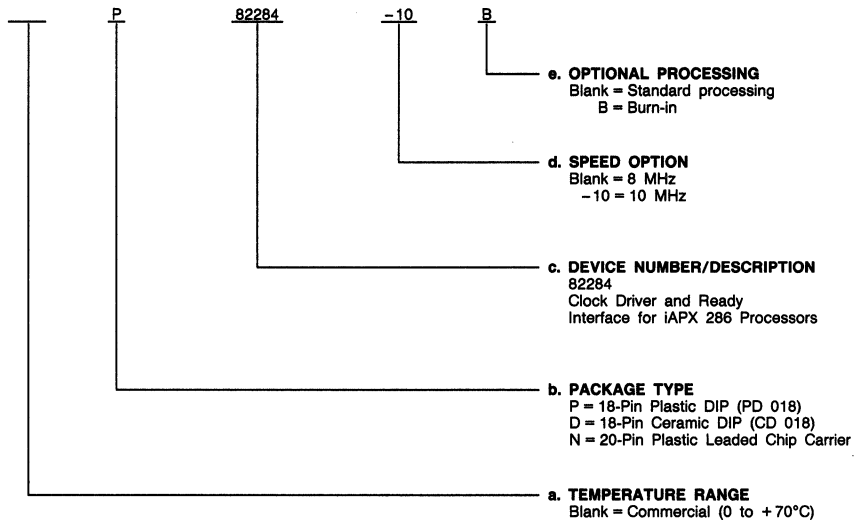 P 82284 -10 B
e. OPTIONAL PROCESSING
Blank = Standard processing
B = Burn-in
d. SPEED OPTION
Blank = 8 MHz
-10 = 10 MHz
c. DEVICE NUMBER/DESCRIPTION
82284
Clock Driver and Ready
Interface for iAPX 286 Processors
b. PACKAGE TYPE
P = 18-Pin Plastic DIP (PD 018)
D = 18-Pin Ceramic DIP (CD 018)
N = 20-Pin Plastic Leaded Chip Carrier
a. TEMPERATURE RANGE
Blank = Commercial (0 to +70°C)